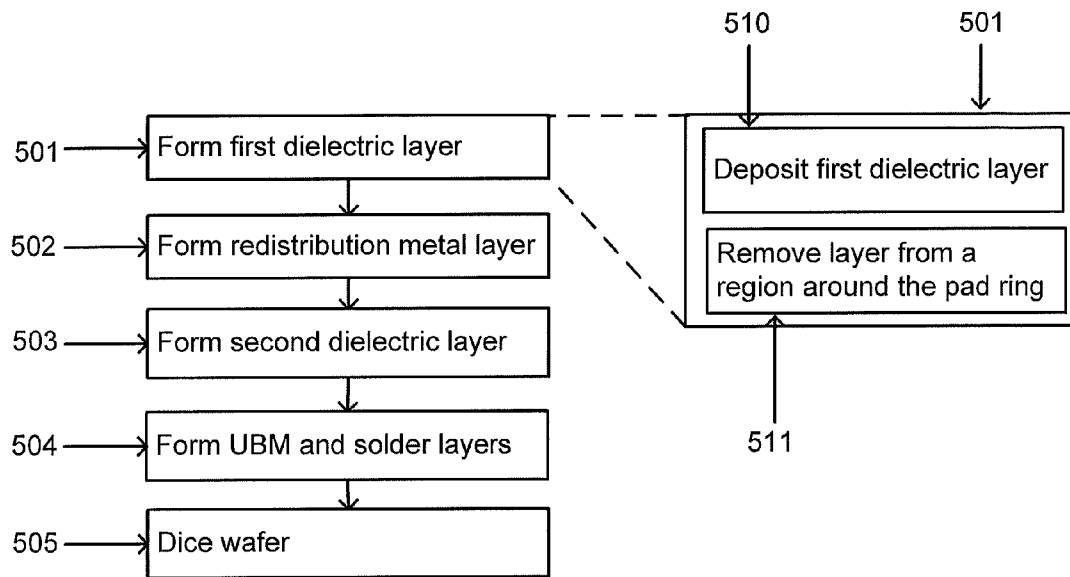 510
501
501
Form first dielectric layer
Deposit first dielectric layer
502
Form redistribution metal layer
Remove layer from a
region around the pad ring
503
Form second dielectric layer
511
504
Form UBM and solder layers
505
Dice wafer